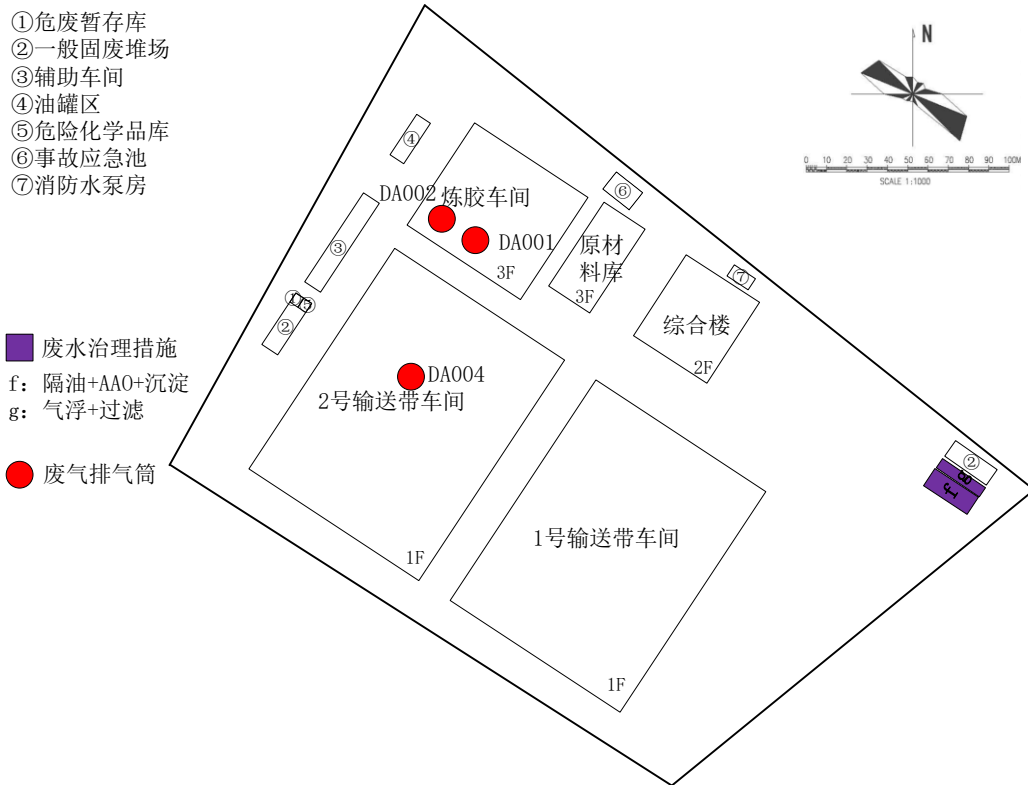 ①危废暂存库
②一般固废堆场
③辅助车间
④油罐区
⑤危险化学品库
⑥事故应急池
⑦消防水泵房
N
0 10 20 30 40 50 60 70 80 90 100M
SCALE 1:1000
④
DA002
炼胶车间
DA001
3F
⑥
原材
料库
3F
③
⑦
综合楼
2F
①
⑤
②
废水治理措施
f: 隔油+AAO+沉淀
g: 气浮+过滤
废气排气筒
DA004
2号输送带车间
1F
1号输送带车间
1F
②
g
f